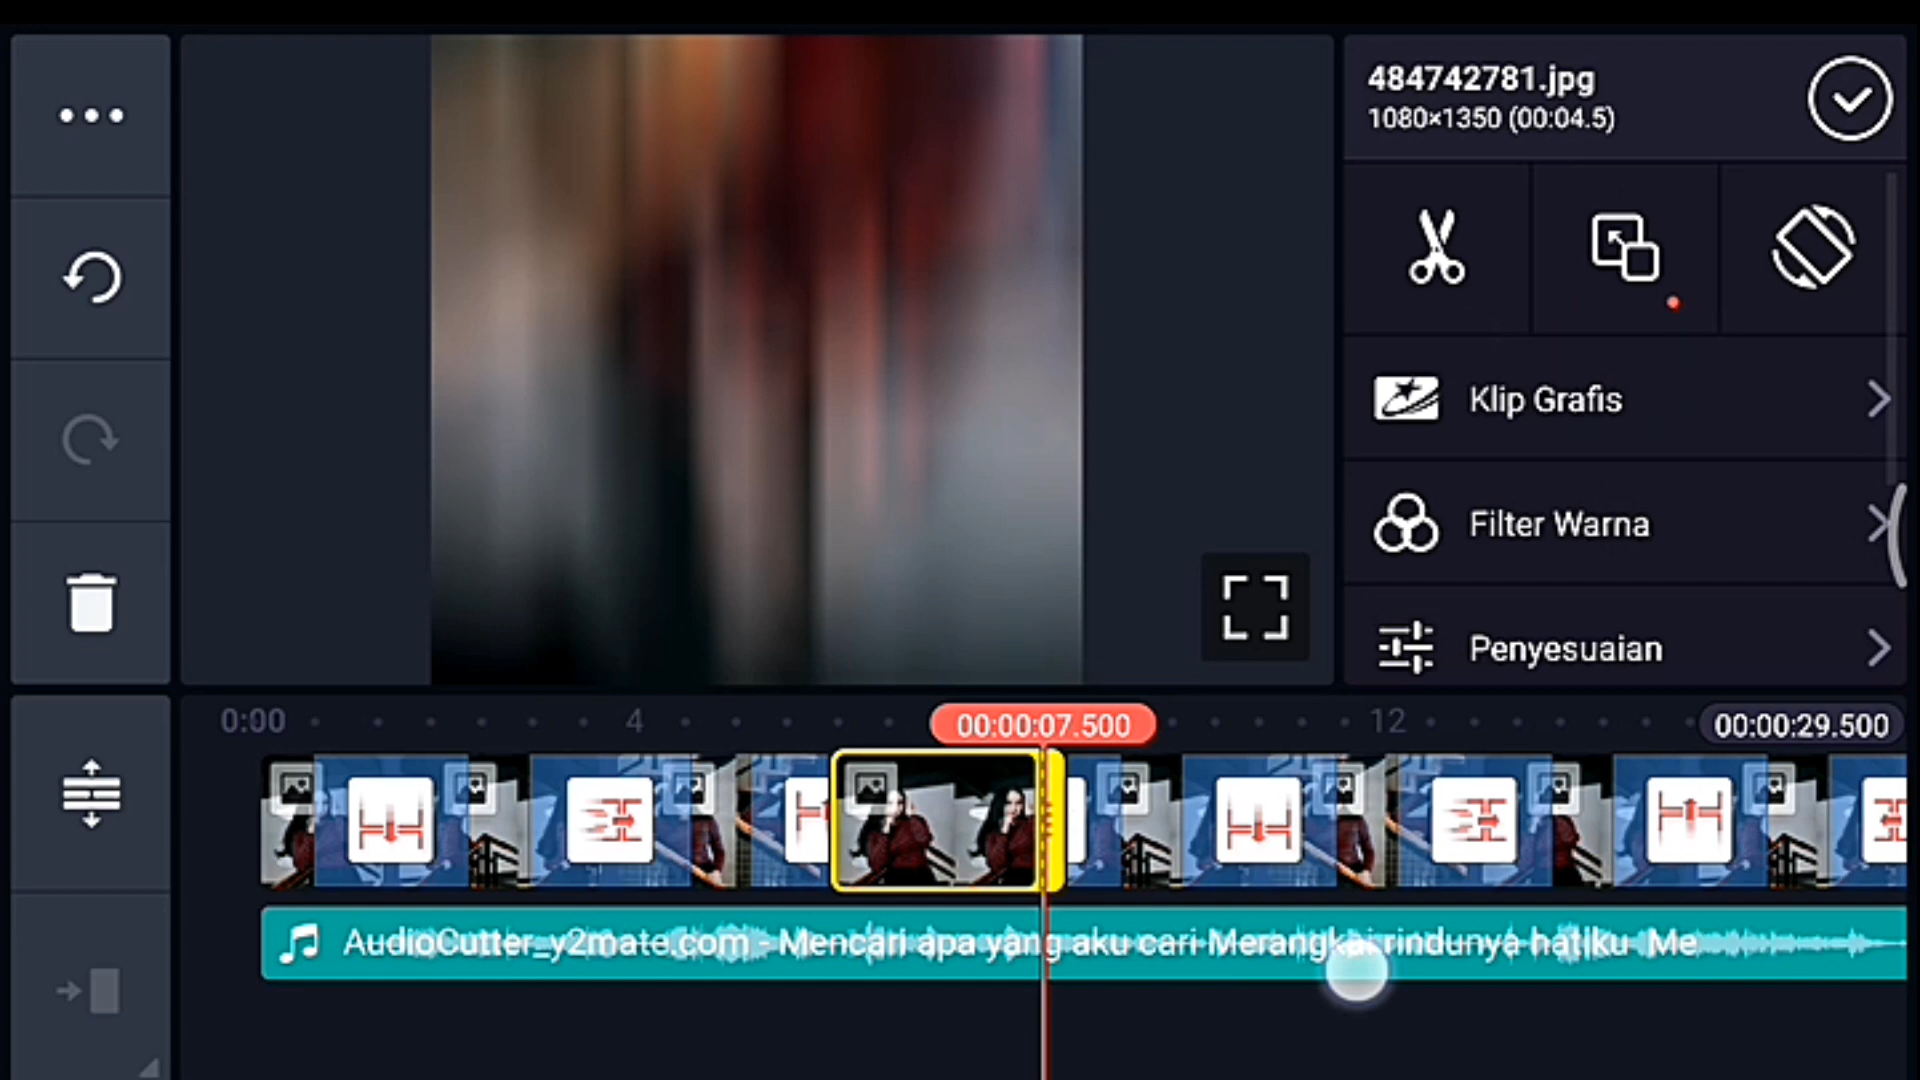 484742781.jpg
1080×1350 (00:04.5)
Klip Grafis
Filter Warna
Penyesuaian
0:00
4
00:00:07.500
12
00:00:29.500
AudioCutter_y2mate.com - Mencari apa yang aku cari Merangkai rindunya hatiku Me